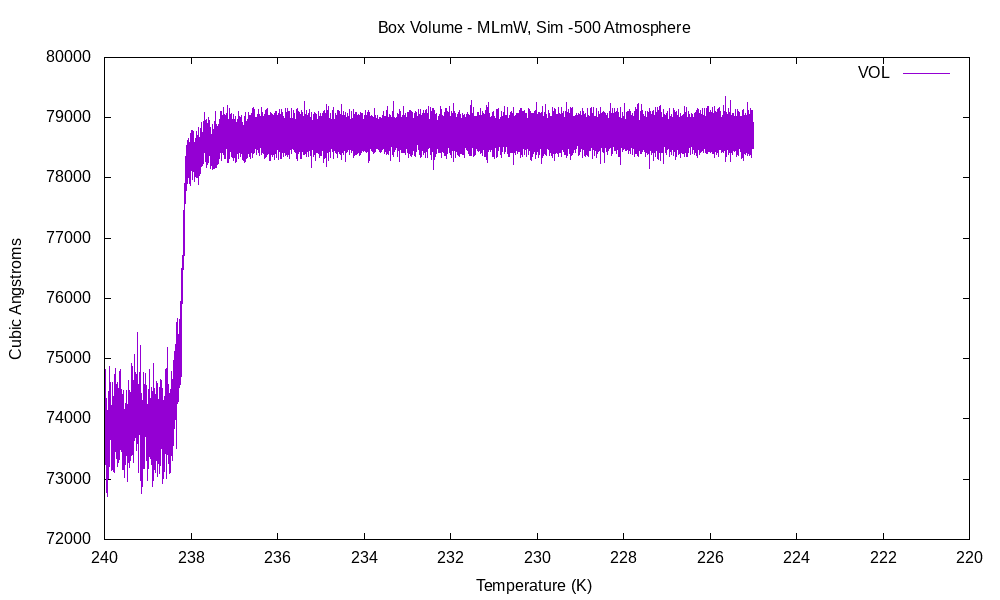 Box Volume - MLmW, Sim -500 Atmosphere
VOL
80000
79000
78000
77000
76000
75000
74000
73000
72000
Cubic Angstroms
240 238 236 234 232 230 228 226 224 222 220
Temperature (K)